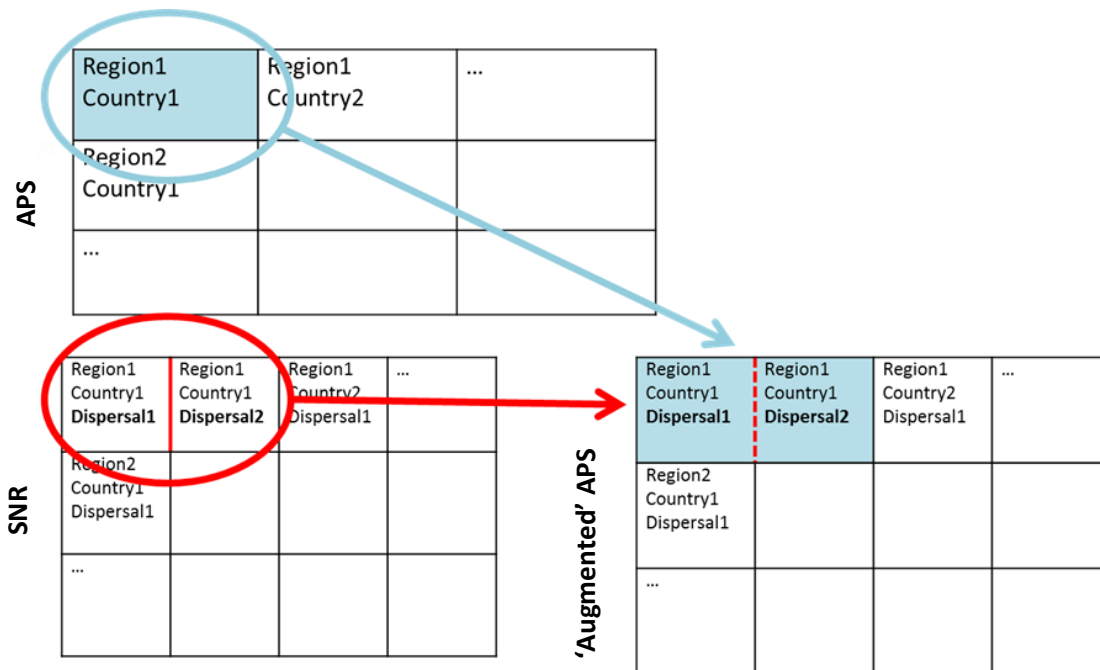 Region1
Country1
Region1
Country2
...
Region2
Country1
...
APS
Region1
Country1
Dispersal1
Region1
Country1
Dispersal2
Region1
Country2
Dispersal1
...
Region2
Country1
Dispersal1
...
SNR
Region1
Country1
Dispersal1
Region1
Country1
Dispersal2
Region1
Country2
Dispersal1
...
Region2
Country1
Dispersal1
...
‘Augmented’ APS